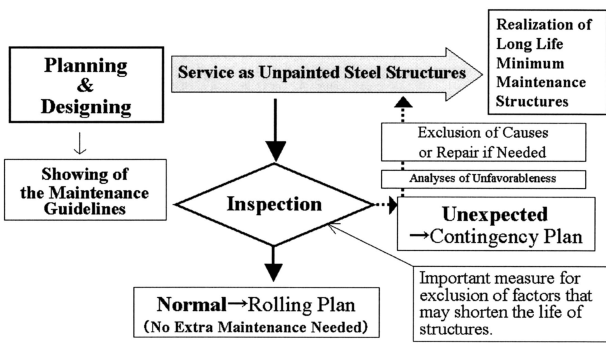 Planning
&
Designing
Service as Unpainted Steel Structures
Realization of
Long Life
Minimum
Maintenance
Structures
Showing of
the Maintenance
Guidelines
Inspection
Exclusion of Causes
or Repair if Needed
Analyses of Unfavorableness
Unexpected
→Contingency Plan
Normal→Rolling Plan
(No Extra Maintenance Needed)
Important measure for
exclusion of factors that
may shorten the life of
structures.